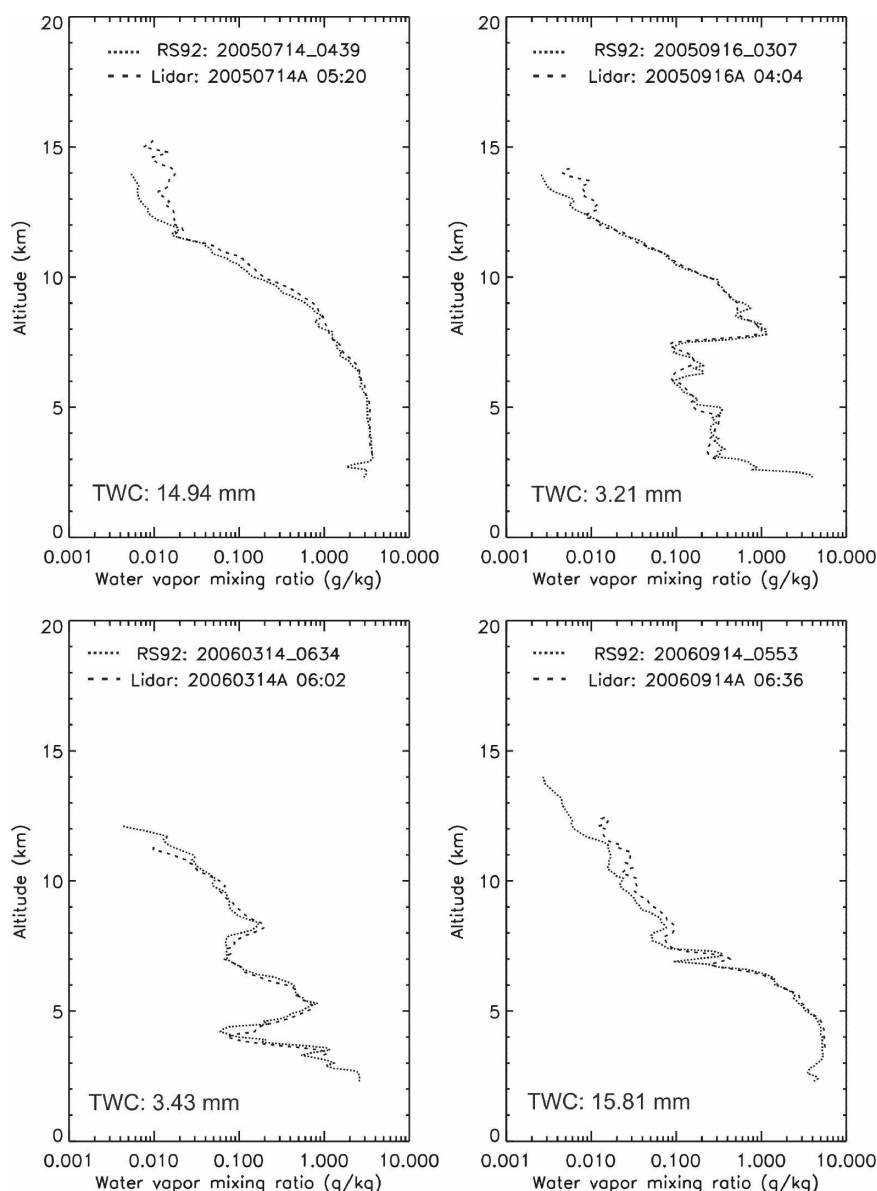 20
RS92: 20050714_0439
Lidar: 20050714A 05:20
15
Altitude (km)
10
5
TWC: 14.94 mm
0
0.001 0.010 0.100 1.000 10.000
Water vapor mixing ratio (g/kg)
20
RS92: 20050916_0307
Lidar: 20050916A 04:04
15
Altitude (km)
10
5
TWC: 3.21 mm
0
0.001 0.010 0.100 1.000 10.000
Water vapor mixing ratio (g/kg)
20
RS92: 20060314_0634
Lidar: 20060314A 06:02
15
Altitude (km)
10
5
TWC: 3.43 mm
0
0.001 0.010 0.100 1.000 10.000
Water vapor mixing ratio (g/kg)
20
RS92: 20060914_0553
Lidar: 20060914A 06:36
15
Altitude (km)
10
5
TWC: 15.81 mm
0
0.001 0.010 0.100 1.000 10.000
Water vapor mixing ratio (g/kg)